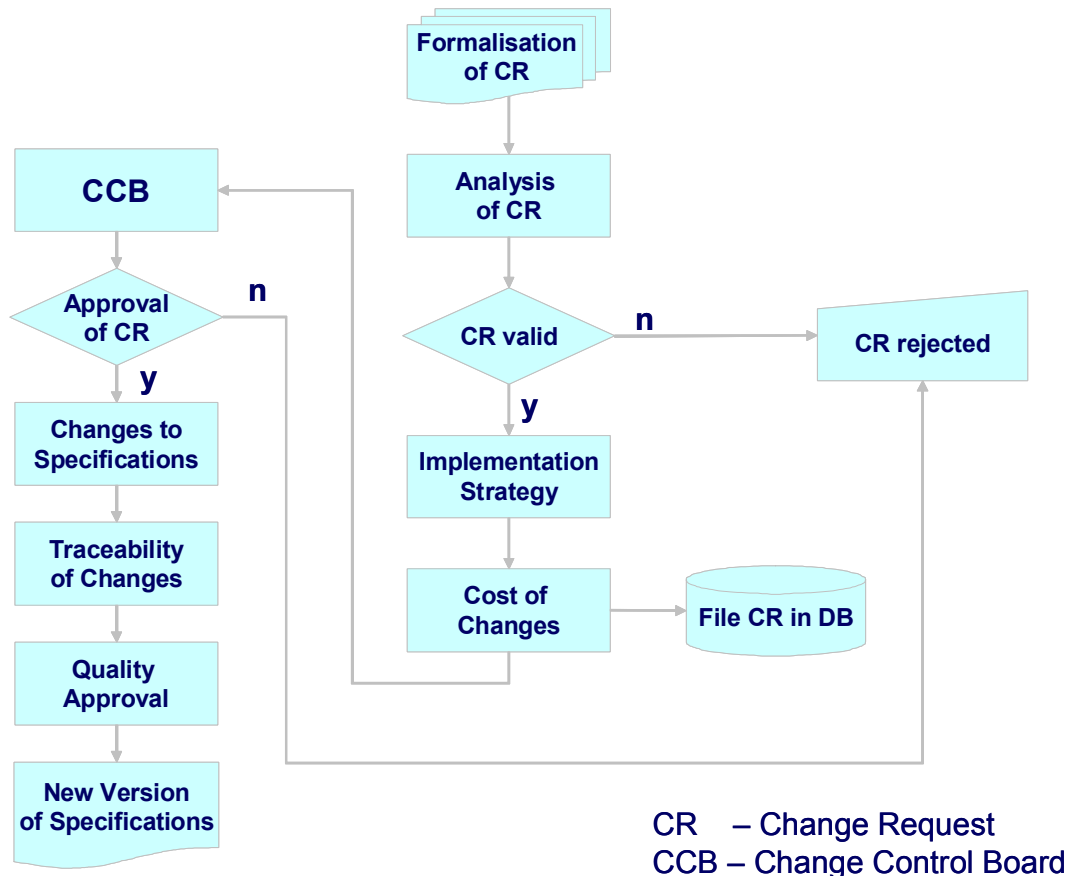 Formalisation
of CR
Analysis
of CR
CR valid
n
CR rejected
y
Implementation
Strategy
Cost of
Changes
File CR in DB
CCB
Approval
of CR
n
y
Changes to
Specifications
Traceability
of Changes
Quality
Approval
New Version
of Specifications
CR – Change Request
CCB – Change Control Board